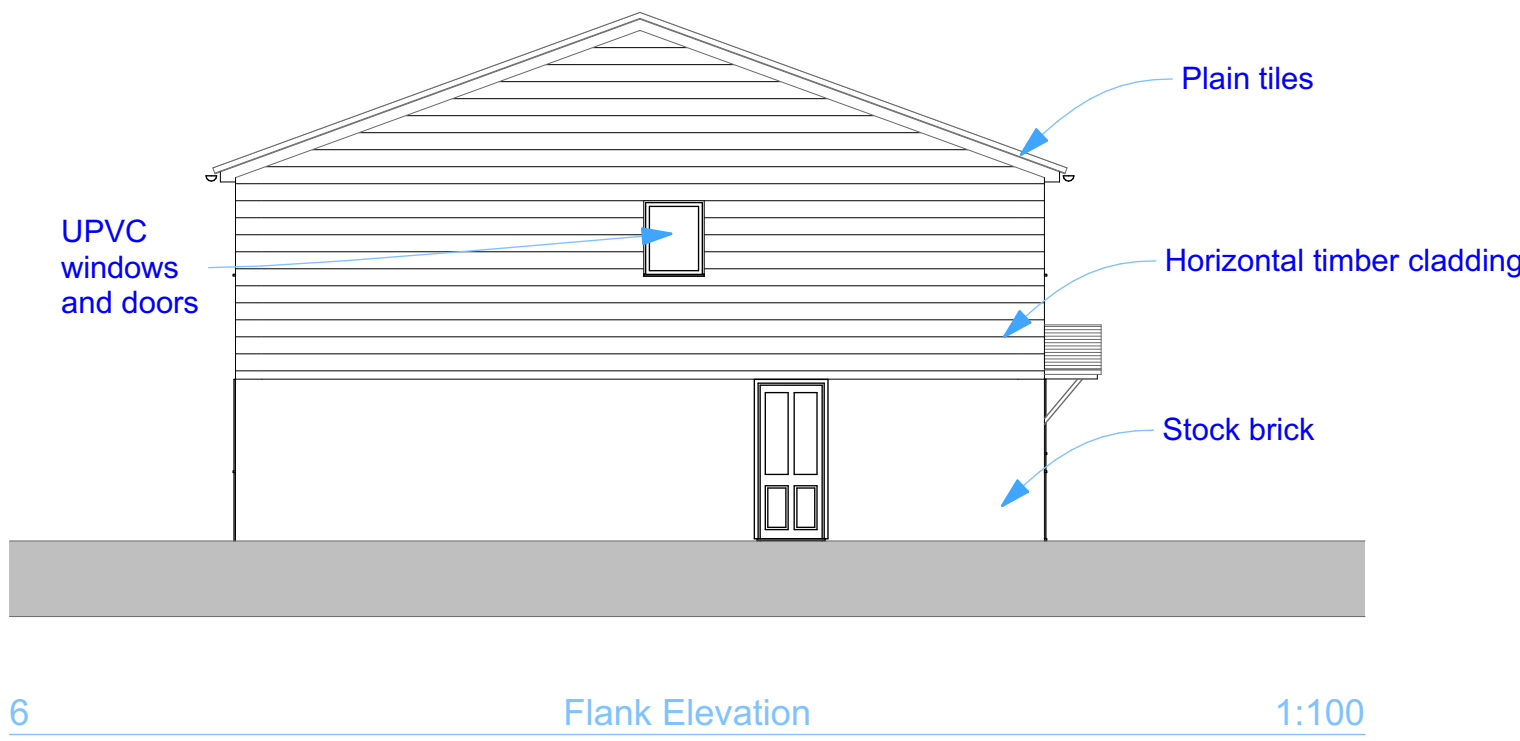 Plain tiles
UPVC
windows
and doors
Horizontal timber cladding
Stock brick
6 Flank Elevation 1:100